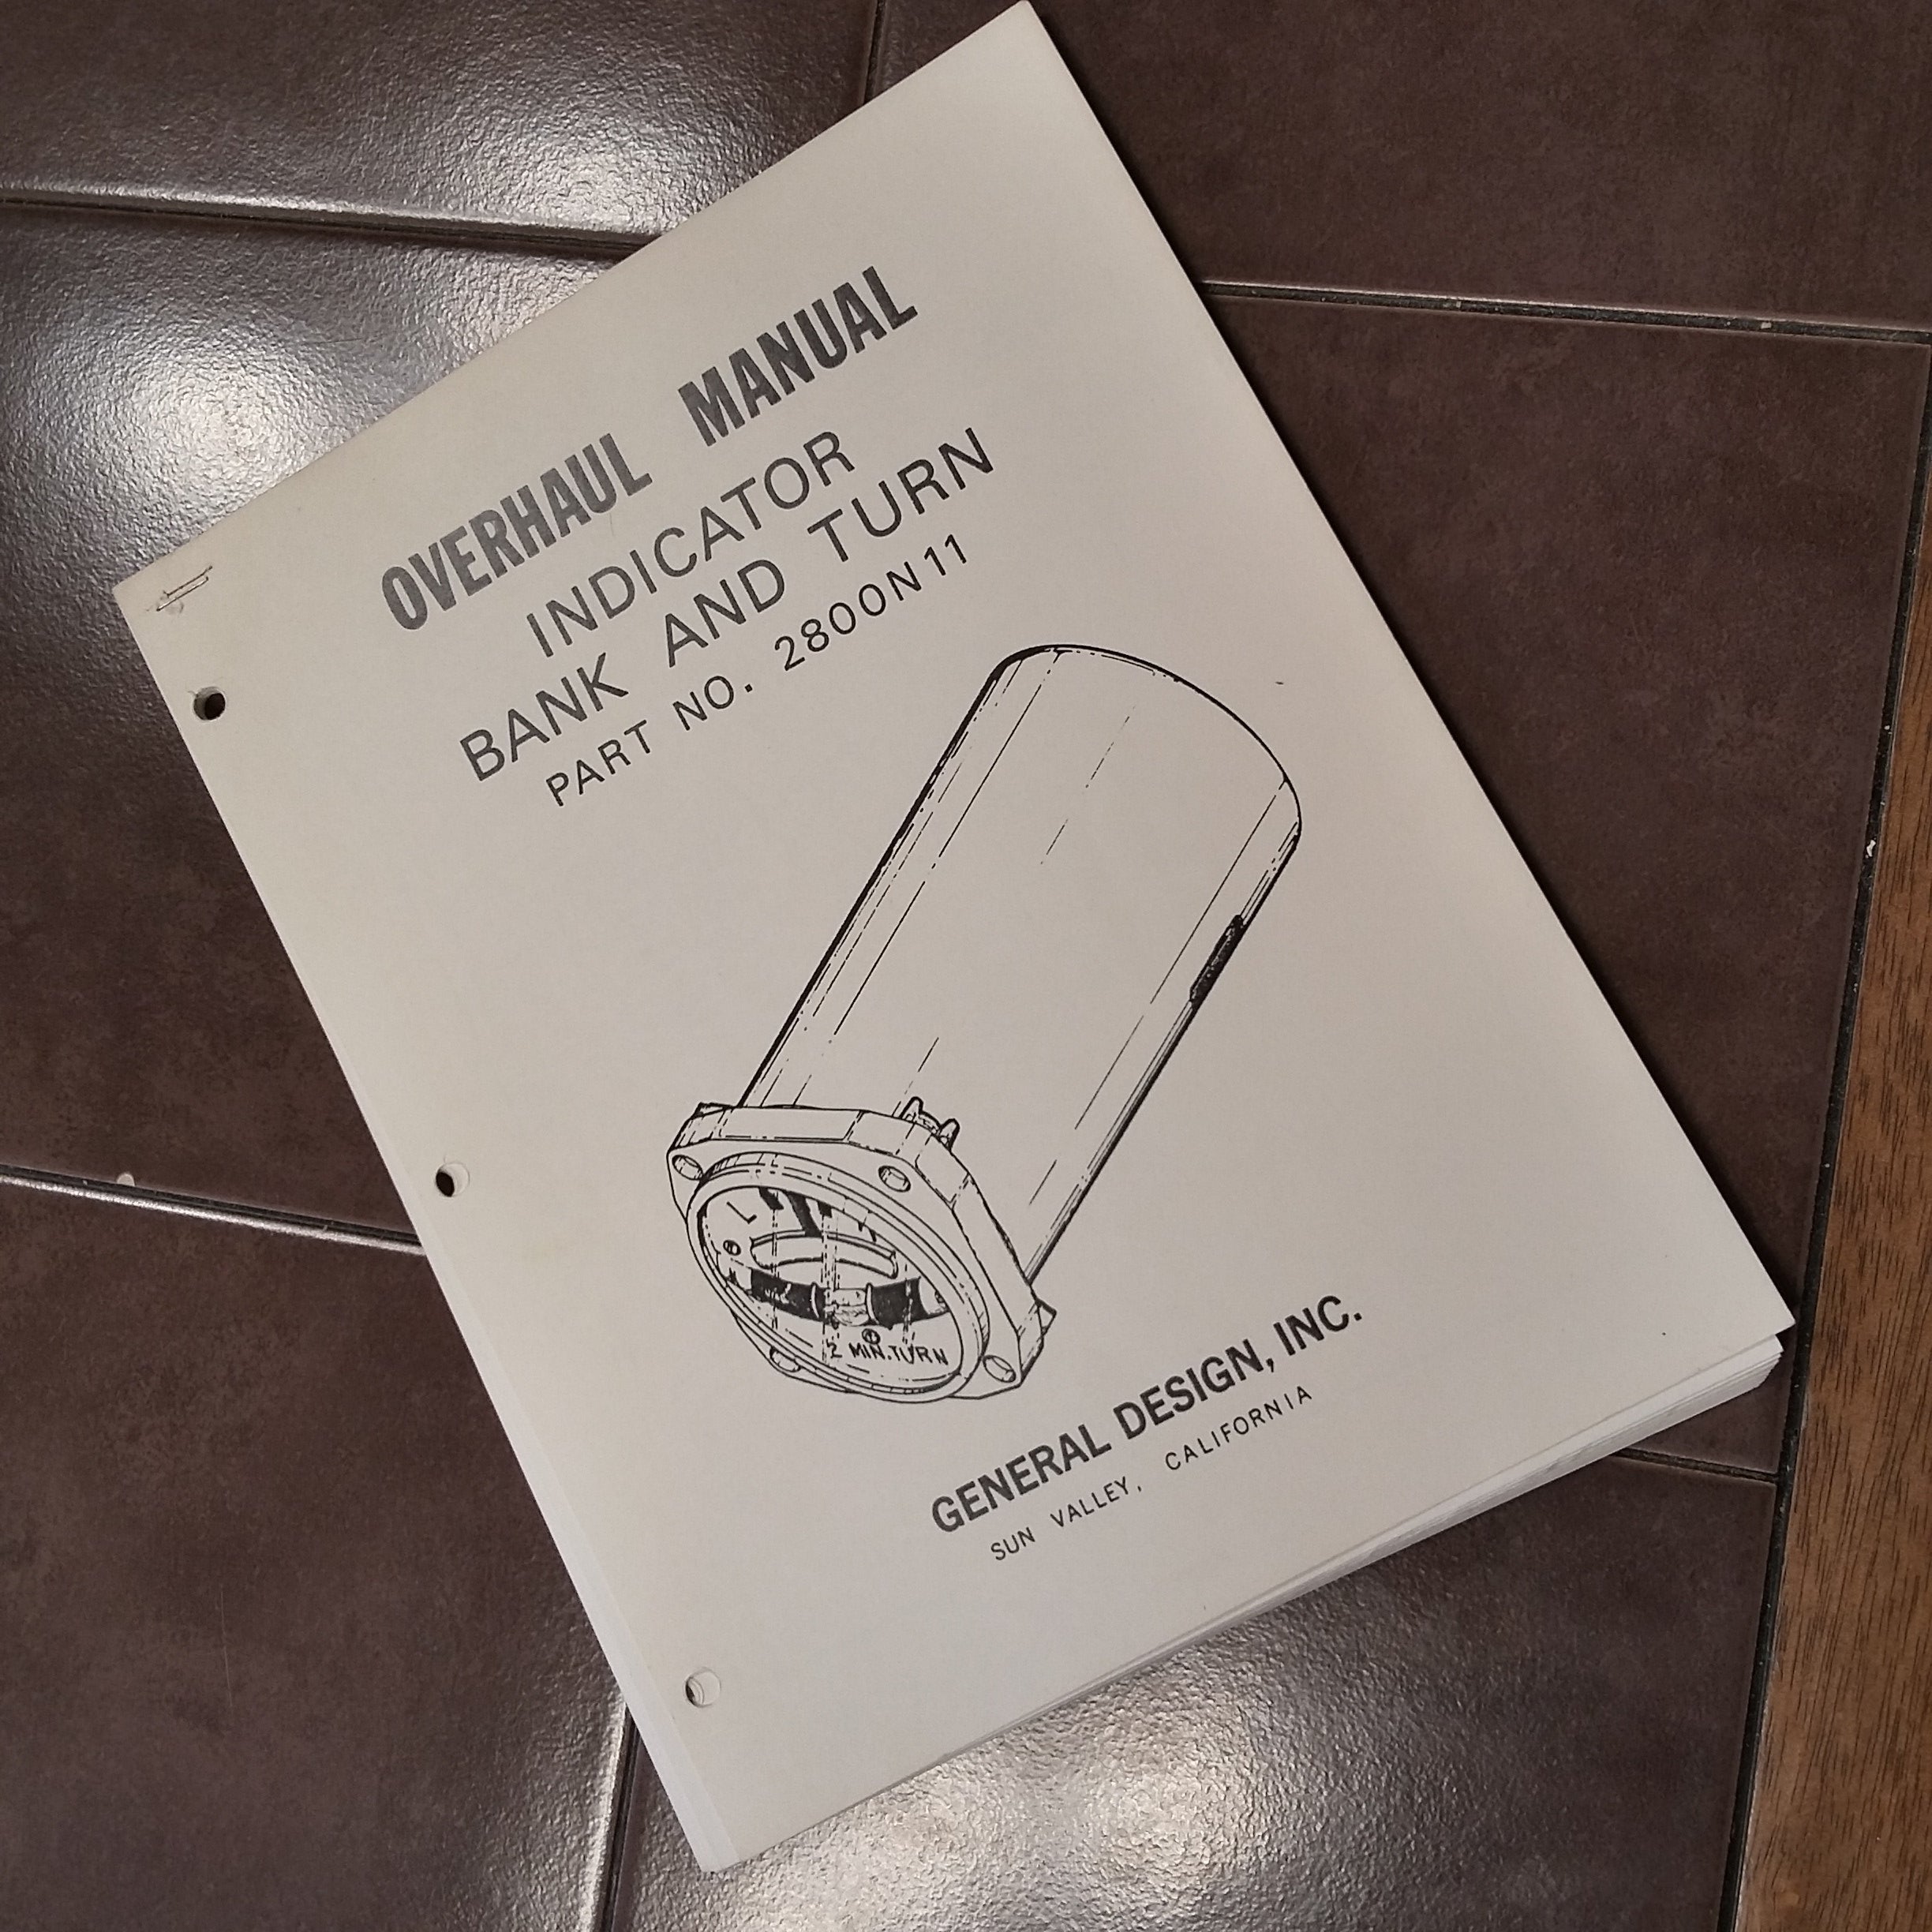 OVERHAUL MANUAL
INDICATOR
BANK AND TURN
PART NO. 2800N11
L
2 MIN. TURN
GENERAL DESIGN, INC.
SUN VALLEY, CALIFORNIA